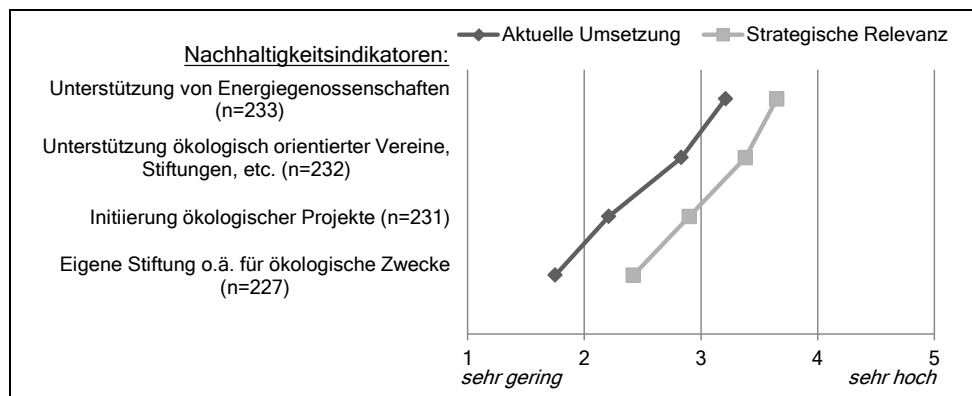 Aktuelle Umsetzung Strategische Relevanz
Nachhaltigkeitsindikatoren:
Unterstützung von Energiegenossenschaften
(n=233)
Unterstützung ökologisch orientierter Vereine,
Stiftungen, etc. (n=232)
Initiierung ökologischer Projekte (n=231)
Eigene Stiftung o.ä. für ökologische Zwecke
(n=227)
1 2 3 4 5
sehr gering sehr hoch